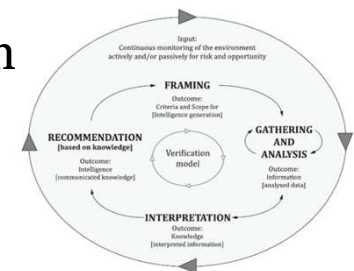 n
Input:
Continuous monitoring of the environment
actively and/or passively for risk and opportunity
FRAMING
Outcome:
Criteria and Scope for
[Intelligence generation]
GATHERING
AND
ANALYSIS
Outcome:
Information
[analysed data]
INTERPRETATION
Outcome:
Knowledge
[interpreted information]
RECOMMENDATION
[based on knowledge]
Outcome:
Intelligence
[communicated knowledge]
Verification
model